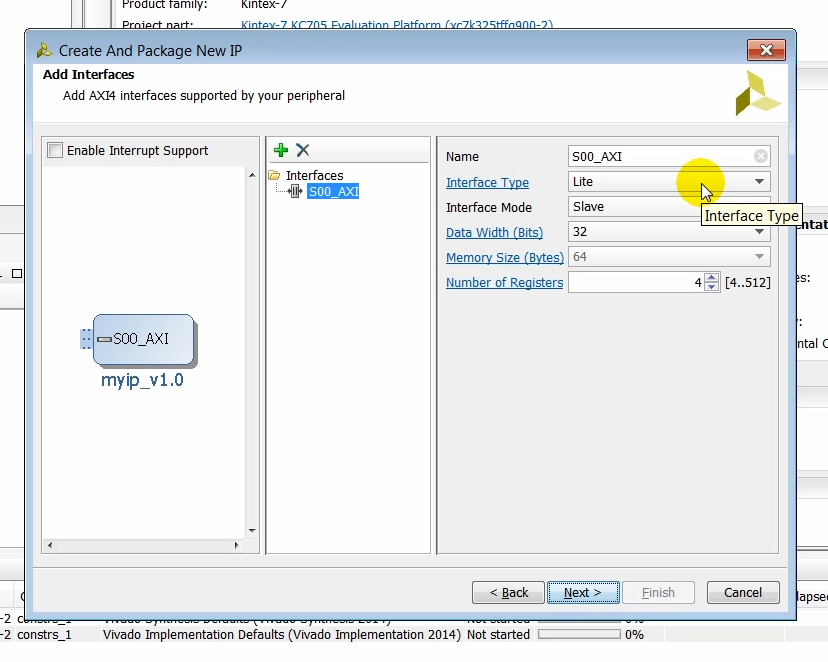 Product family: Kintex-7
Project part: Kintex-7 KC705 Evaluation Platform (xc7k325tffg900-2)
Create And Package New IP
Add Interfaces
Add AXI4 interfaces supported by your peripheral
Enable Interrupt Support
Interfaces
S00_AXI
Name S00_AXI
Interface Type Lite
Interface Mode Slave
Interface Type
Data Width (Bits) 32
Memory Size (Bytes) 64
Number of Registers 4 [4..512]
S00_AXI
myip_v1.0
< Back Next > Finish Cancel
-2 constrs_1 Vivado Synthesis Defaults (Vivado Synthesis 2014) Not started 0%
-2 constrs_1 Vivado Implementation Defaults (Vivado Implementation 2014) Not started 0%